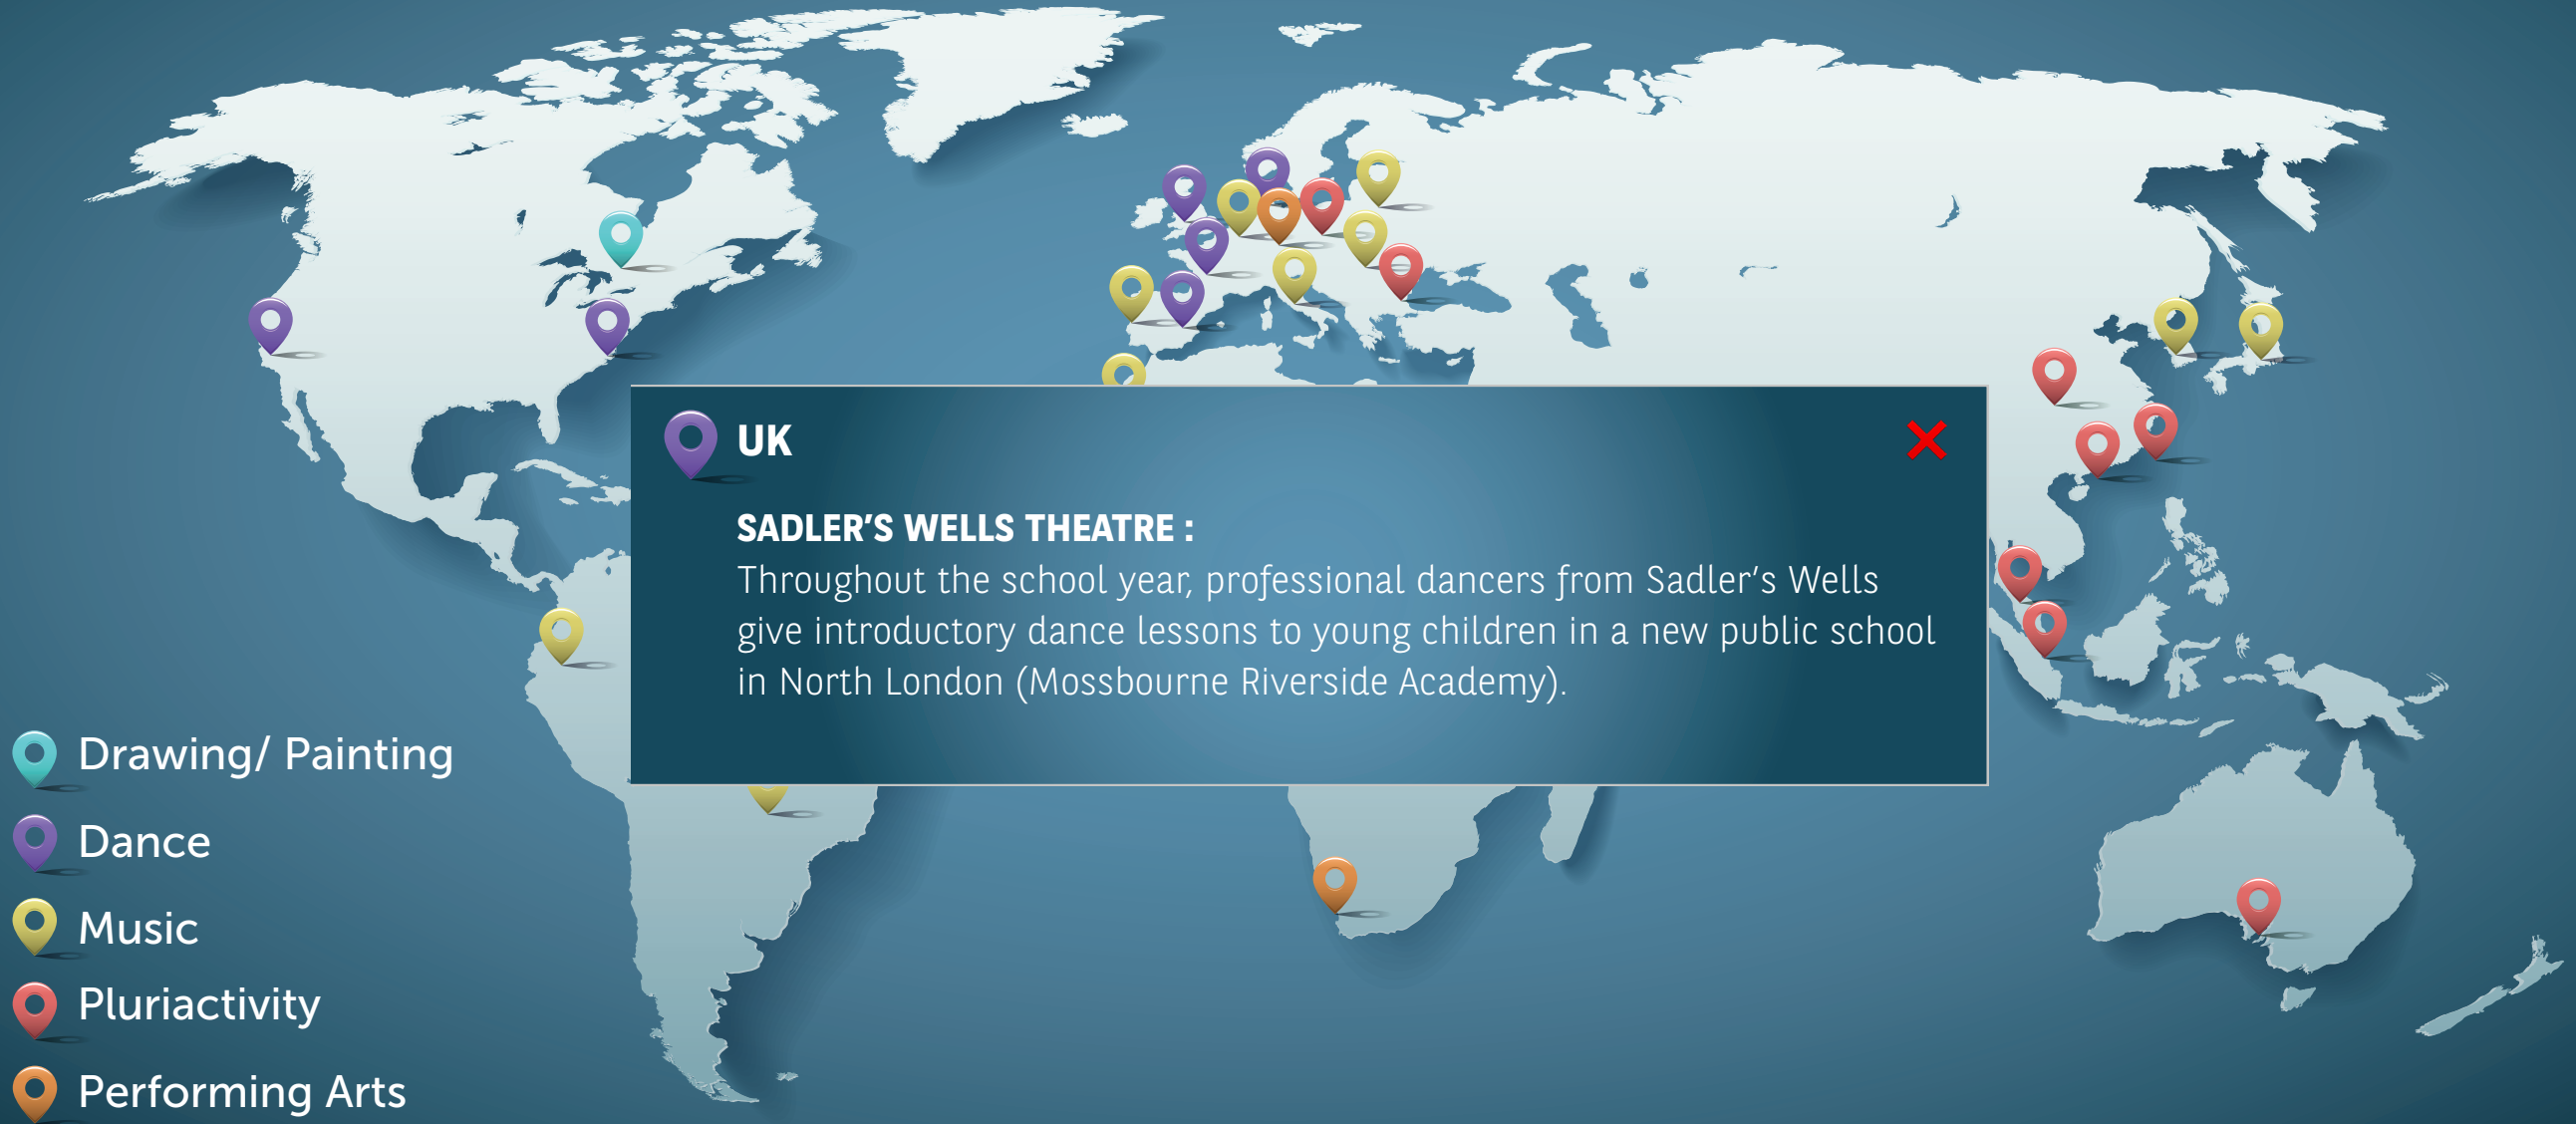 UK
SADLER'S WELLS THEATRE :
Throughout the school year, professional dancers from Sadler's Wells
give introductory dance lessons to young children in a new public school
in North London (Mossbourne Riverside Academy).
Drawing/ Painting
Dance
Music
Pluriactivity
Performing Arts